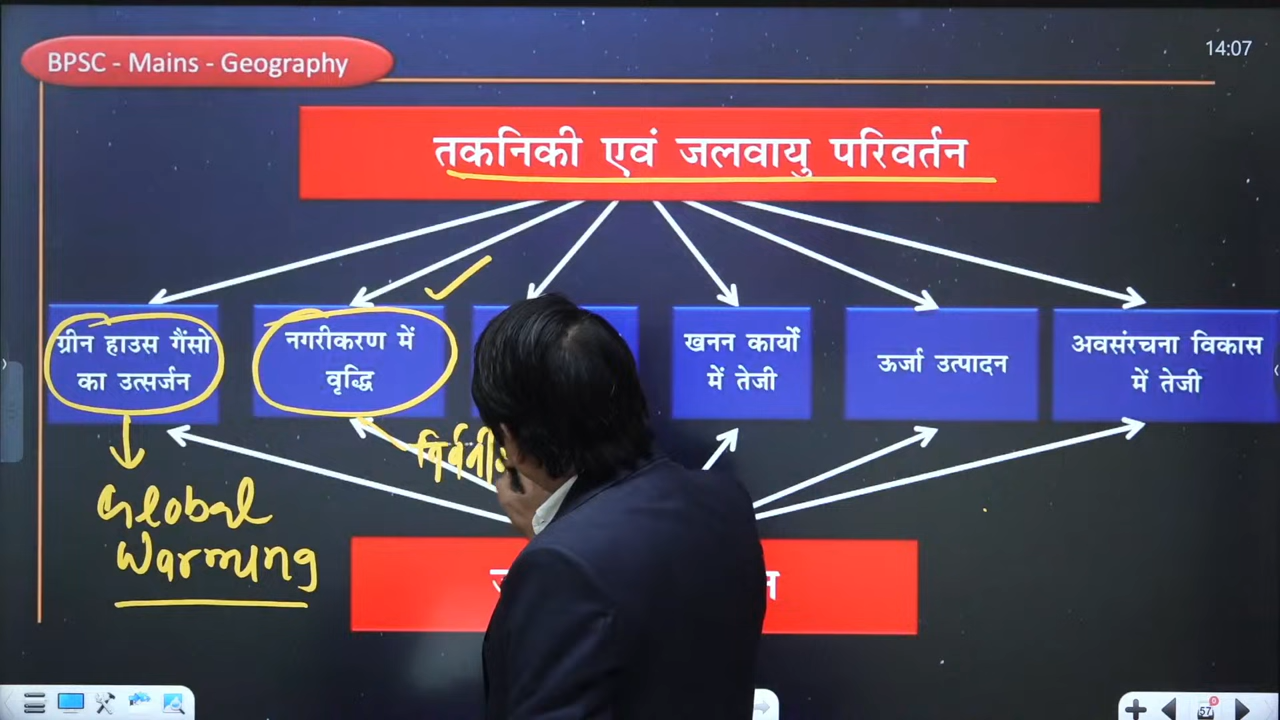 BPSC - Mains - Geography
14:07
तकनिकी एवं जलवायु परिवर्तन
ग्रीन हाउस गैंसो
का उत्सर्जन
नगरीकरण में
वृद्धि
खनन कार्यों
में तेजी
ऊर्जा उत्पादन
अवसंरचना विकास
में तेजी
Global
Warming
57